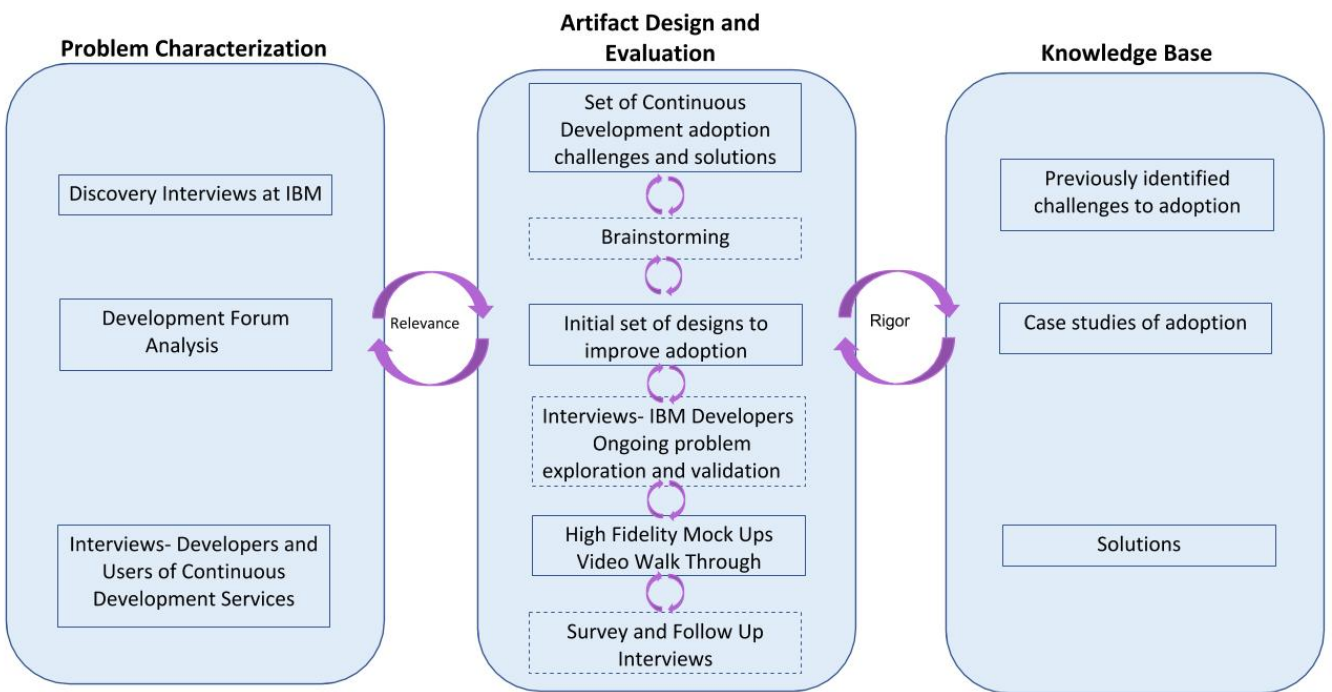 Problem Characterization
Discovery Interviews at IBM
Development Forum
Analysis
Interviews- Developers and
Users of Continuous
Development Services
Relevance
Artifact Design and
Evaluation
Set of Continuous
Development adoption
challenges and solutions
Brainstorming
Initial set of designs to
improve adoption
Interviews- IBM Developers
Ongoing problem
exploration and validation
High Fidelity Mock Ups
Video Walk Through
Survey and Follow Up
Interviews
Rigor
Knowledge Base
Previously identified
challenges to adoption
Case studies of adoption
Solutions